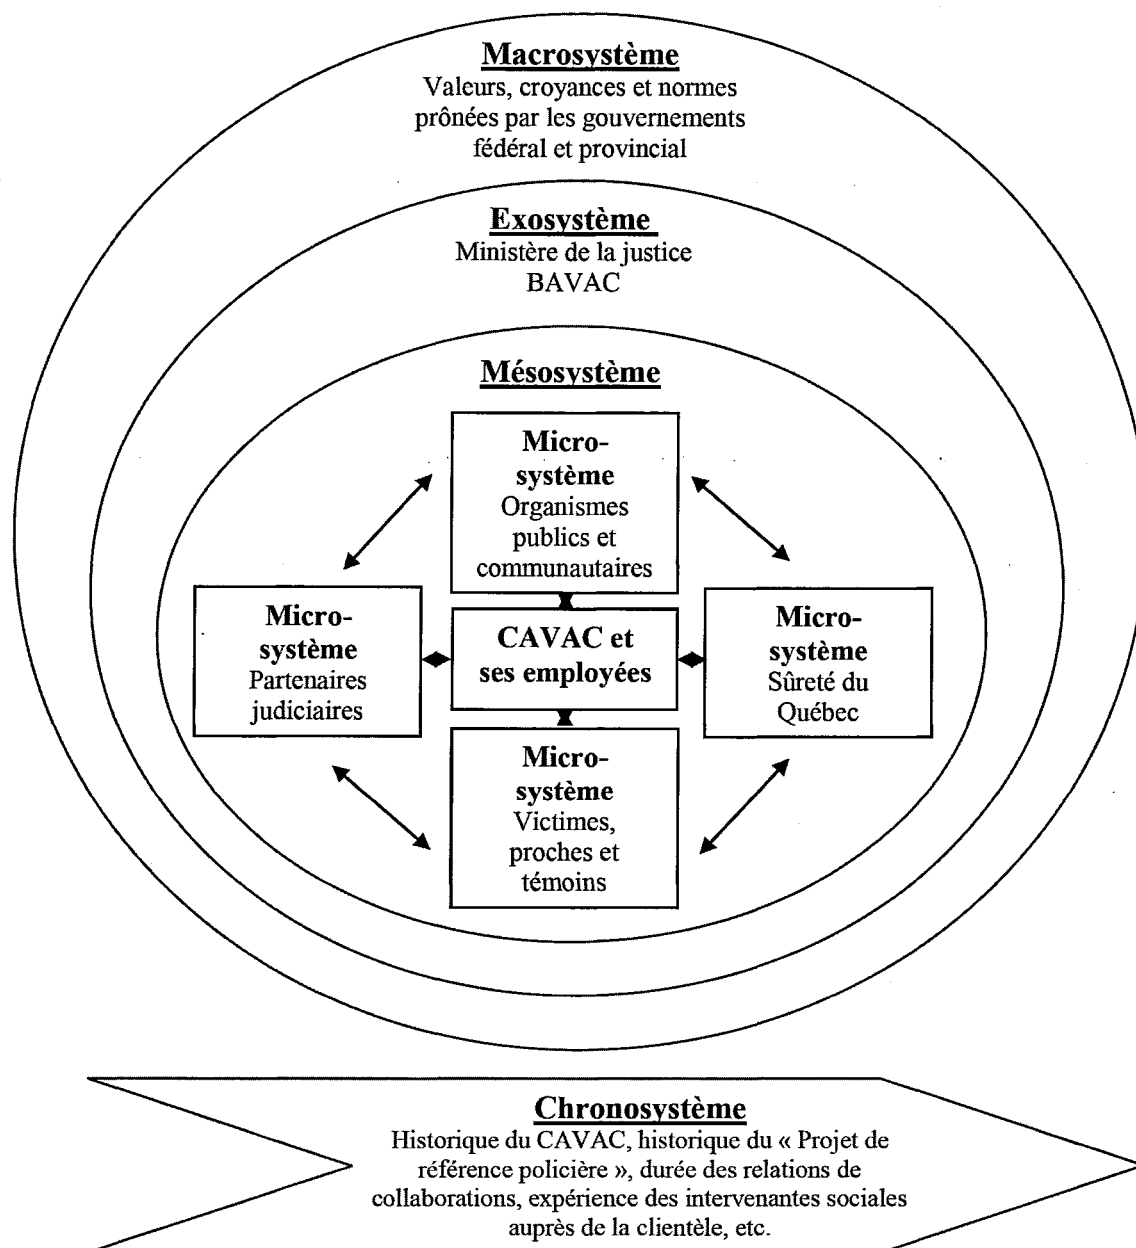 Macrosystème
Valeurs, croyances et normes
prônées par les gouvernements
fédéral et provincial
Exosystème
Ministère de la justice
BAVAC
Mésosystème
Micro-
système
Organismes
publics et
communautaires
Micro-
système
Partenaires
judiciaires
CAVAC et
ses employées
Micro-
système
Sûreté du
Québec
Micro-
système
Victimes,
proches et
témoins
Chronosystème
Historique du CAVAC, historique du « Projet de
référence policière », durée des relations de
collaborations, expérience des intervenantes sociales
auprès de la clientèle, etc.